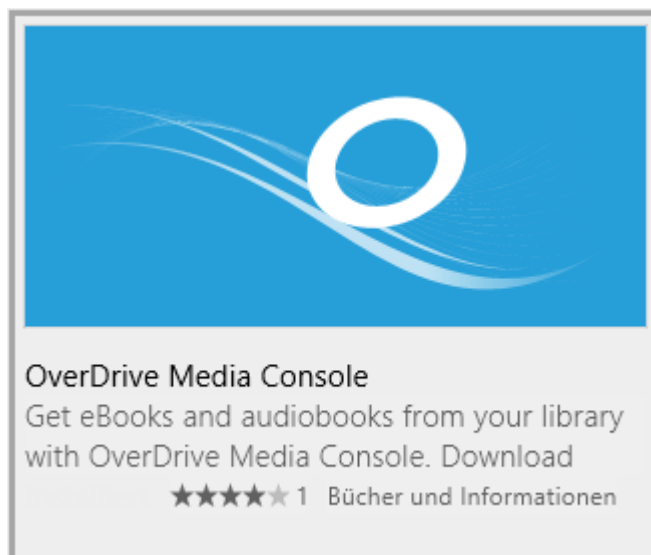 OverDrive Media Console
Get eBooks and audiobooks from your library
with OverDrive Media Console. Download
1 Bücher und Informationen